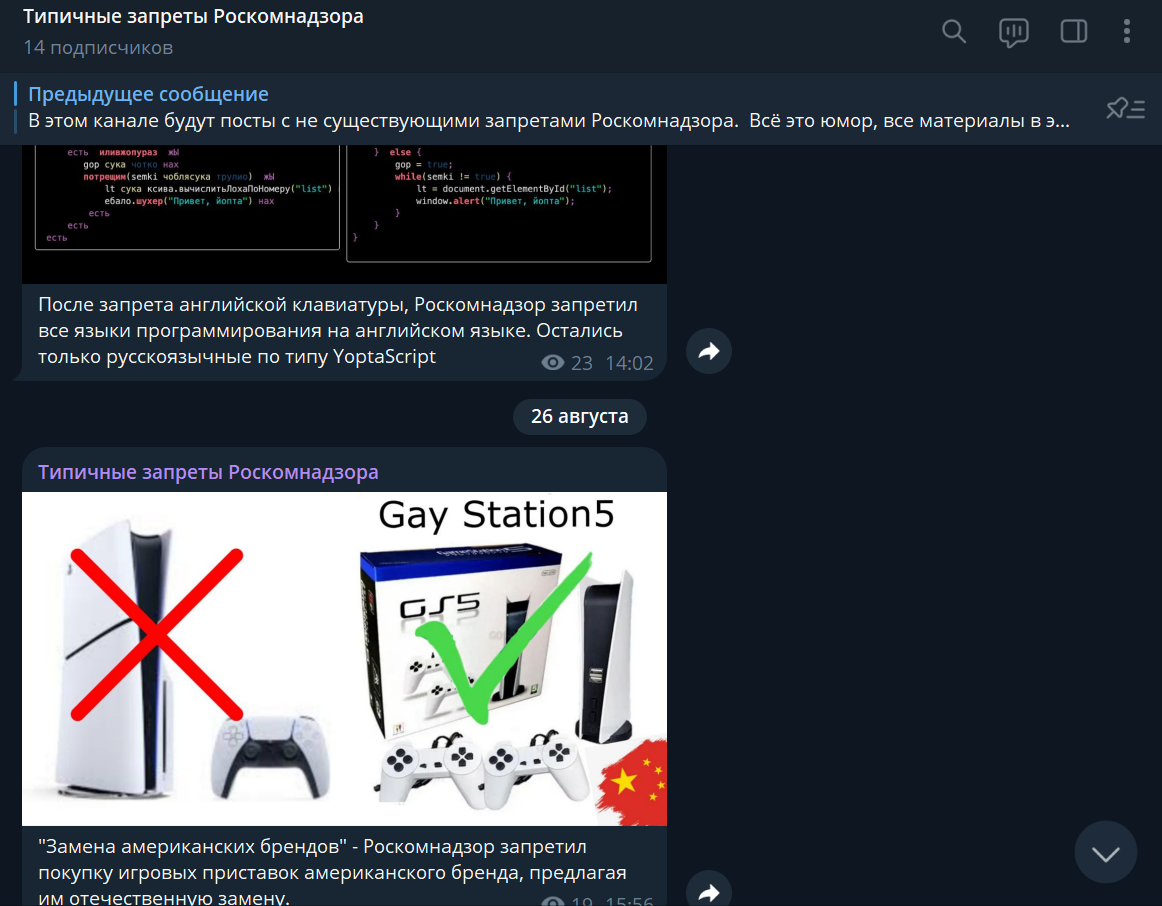 Типичные запреты Роскомнадзора
14 подписчиков
Предыдущее сообщение
В этом канале будут посты с не существующими запретами Роскомнадзора. Всё это юмор, все материалы в э...
есть иливжопураз жЫ
гор сука чотко нах
потрещим(semki чоблясука трулио) жЫ
lt сука ксива.вычислитьЛохаПоНомеру("list")
ебало.шухер("Привет, йопта") нах
есть
есть
есть
} else {
gop = true;
while(semki != true) {
lt = document.getElementById("list");
window.alert("Привет, йопта");
}
}
}
После запрета английской клавиатуры, Роскомнадзор запретил
все языки программирования на английском языке. Остались
только русскоязычные по типу YoptaScript
23 14:02
26 августа
Типичные запреты Роскомнадзора
Gay Station5
GS5
"Замена американских брендов" - Роскомнадзор запретил
покупку игровых приставок американского бренда, предлагая
им отечественную замену.
19 15:56